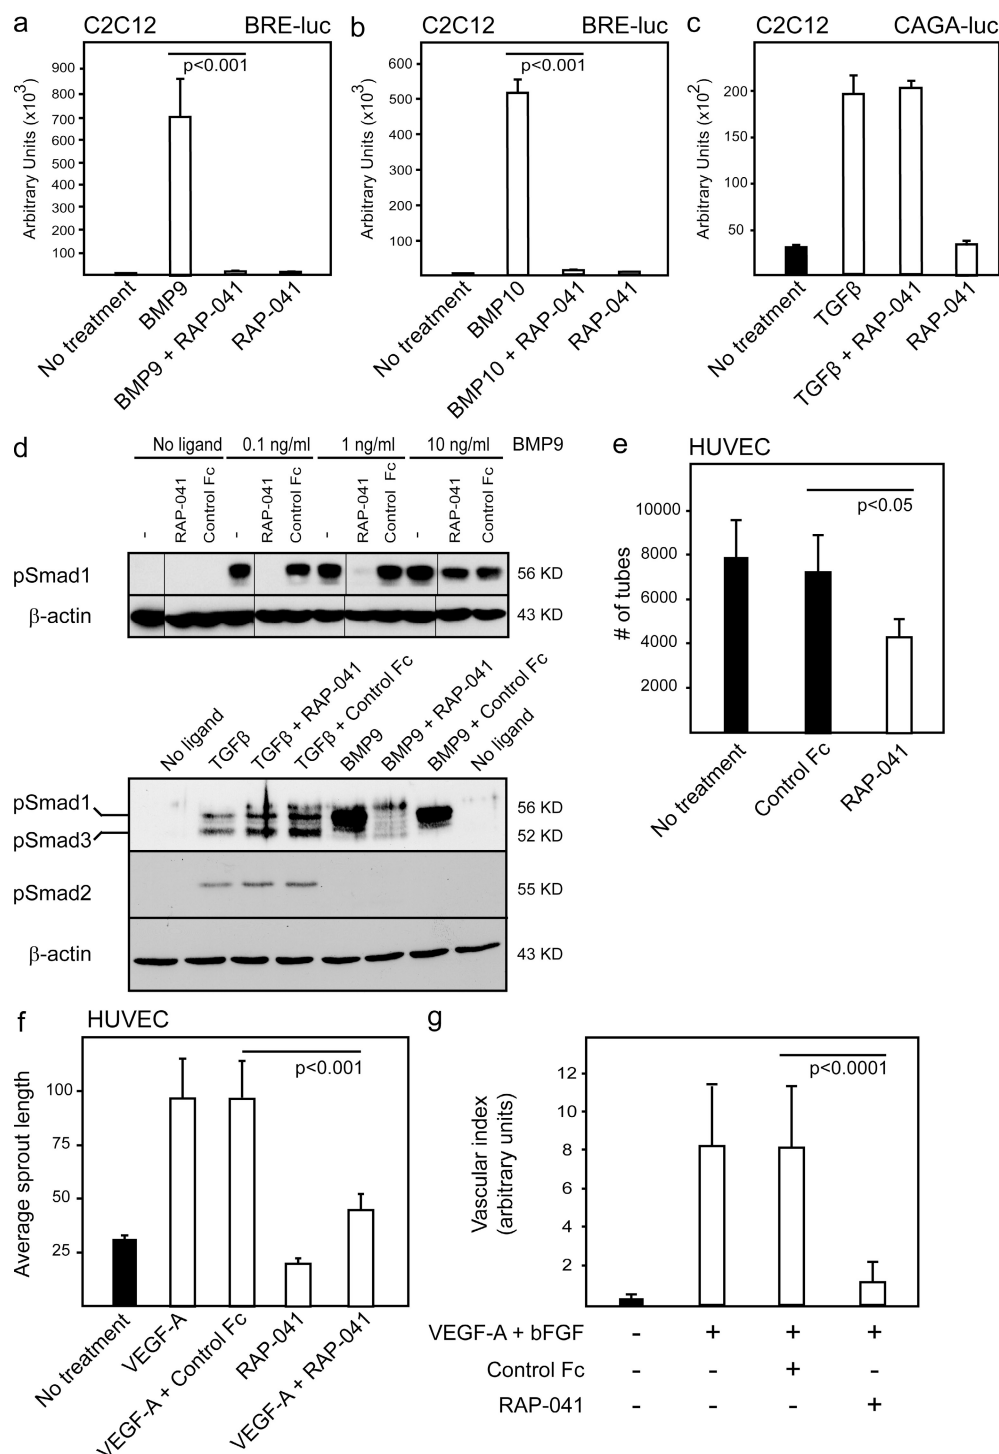 a C2C12 BRE-luc
Arbitrary Units (x10³)
900
800
700
600
500
400
300
200
100
p<0.001
No treatment
BMP9
BMP9 + RAP-041
RAP-041
b C2C12 BRE-luc
Arbitrary Units (x10³)
600
500
400
300
200
100
p<0.001
No treatment
BMP10
BMP10 + RAP-041
RAP-041
c C2C12 CAGA-luc
Arbitrary Units (x10²)
200
150
100
50
No treatment
TGFβ
TGFβ + RAP-041
RAP-041
d No ligand 0.1 ng/ml 1 ng/ml 10 ng/ml BMP9
- RAP-041 Control Fc - RAP-041 Control Fc - RAP-041 Control Fc - RAP-041 Control Fc
pSmad1 56 KD
β-actin 43 KD
No ligand
TGFβ
TGFβ + RAP-041
TGFβ + Control Fc
BMP9
BMP9 + RAP-041
BMP9 + Control Fc
No ligand
pSmad1 56 KD
pSmad3 52 KD
pSmad2 55 KD
β-actin 43 KD
e HUVEC
# of tubes
10000
8000
6000
4000
2000
p<0.05
No treatment
Control Fc
RAP-041
f HUVEC
Average sprout length
100
75
50
25
p<0.001
No treatment
VEGF-A
VEGF-A + Control Fc
RAP-041
VEGF-A + RAP-041
g
Vascular index
(arbitrary units)
12
10
8
6
4
2
p<0.0001
VEGF-A + bFGF - + + +
Control Fc - - + -
RAP-041 - - - +